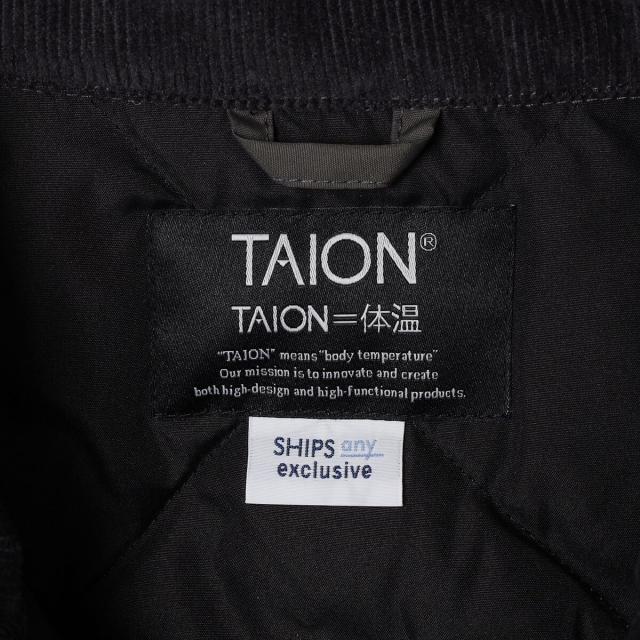 TAION®
TAION=体温
"TAION" means "body temperature"
Our mission is to innovate and create
both high-design and high-functional products.
SHIPS any
exclusive